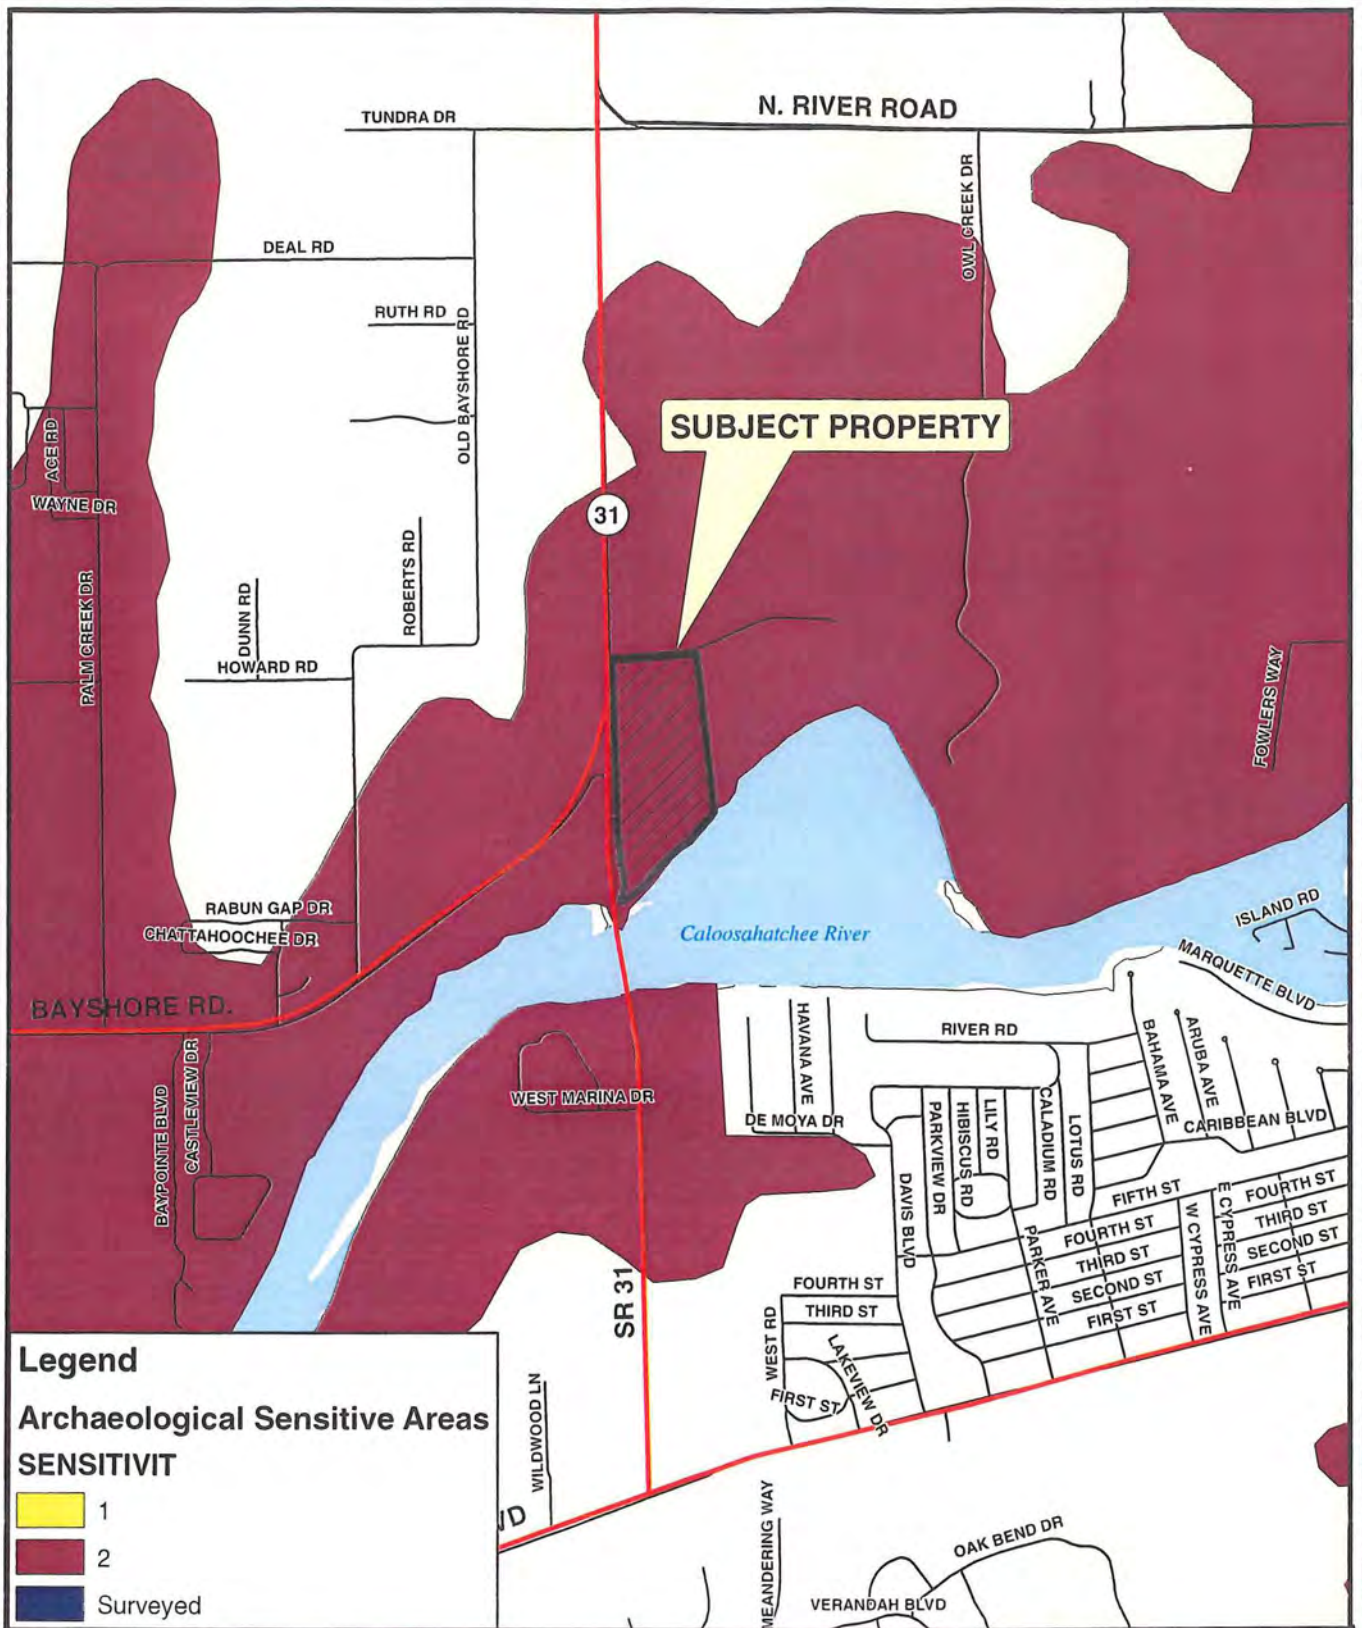 N. RIVER ROAD
TUNDRA DR
OWL CREEK DR
DEAL RD
RUTH RD
OLD BAYSHORE RD
SUBJECT PROPERTY
ACE RD
WAYNE DR
31
ROBERTS RD
PALM CREEK DR
DUNN RD
HOWARD RD
FOWLERS WAY
RABUN GAP DR
CHATTAHOOCHEE DR
Caloosahatchee River
ISLAND RD
MARQUETTE BLVD
BAYSHORE RD.
HAVANA AVE
RIVER RD
BAHAMA AVE
ARUBA AVE
BAYPOINTE BLVD
CASTLEVIEW DR
WEST MARINA DR
DE MOYA DR
PARKVIEW DR
HIBISCUS RD
LILY RD
CALADIUM RD
LOTUS RD
CARIBBEAN BLVD
DAVIS BLVD
FIFTH ST
W CYPRESS AVE
E CYPRESS AVE
FOURTH ST
THIRD ST
SECOND ST
FIRST ST
PARKER AVE
FOURTH ST
THIRD ST
SECOND ST
FIRST ST
SR 31
FOURTH ST
THIRD ST
WEST RD
LAKEVIEW DR
FIRST ST
WILDWOOD LN
VD
MEANDERING WAY
OAK BEND DR
VERANDAH BLVD
Legend
Archaeological Sensitive Areas
SENSITIVIT
1
2
Surveyed